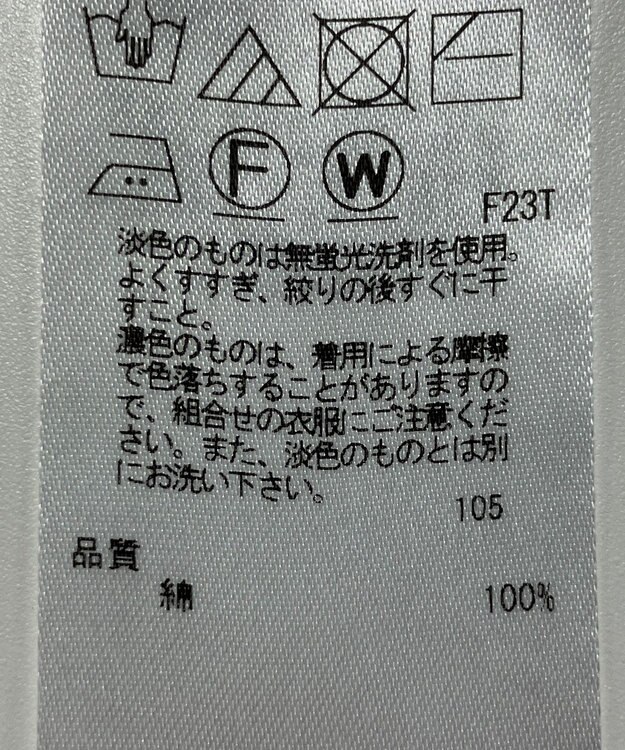 F W
F23T
淡色のものは無蛍光洗剤を使用。
よくすすぎ、絞りの後すぐに干
すこと。
濃色のものは、着用による摩擦
で色落ちすることがありますの
で、組合せの衣服にご注意くだ
さい。また、淡色のものとは別
にお洗い下さい。
105
品質
綿 100%